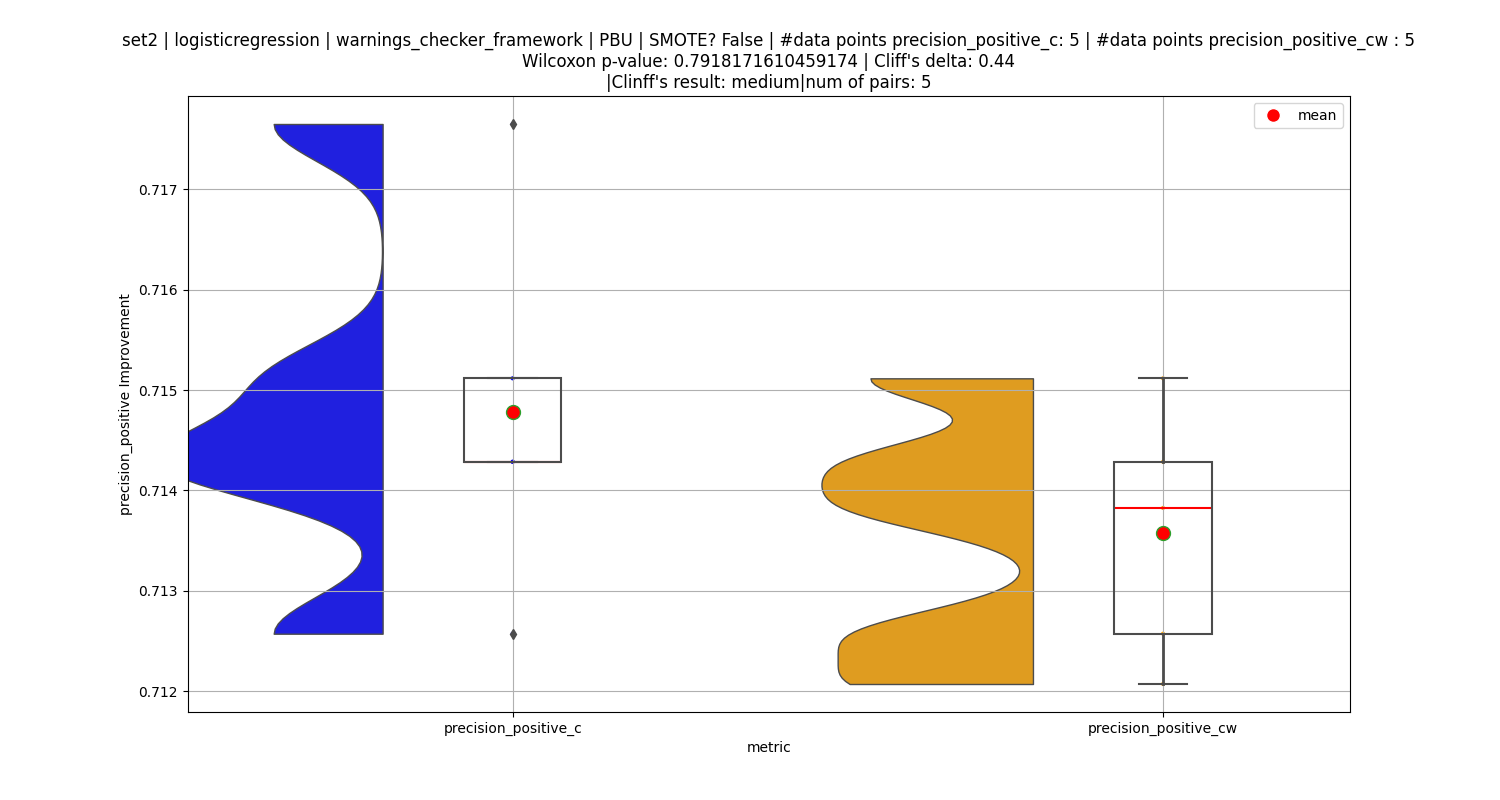 set2 | logisticregression | warnings_checker_framework | PBU | SMOTE? False | #data points precision_positive_c: 5 | #data points precision_positive_cw : 5
Wilcoxon p-value: 0.7918171610459174 | Cliff's delta: 0.44
|Clinff's result: medium|num of pairs: 5
mean
precision_positive Improvement
0.717
0.716
0.715
0.714
0.713
0.712
precision_positive_c
precision_positive_cw
metric